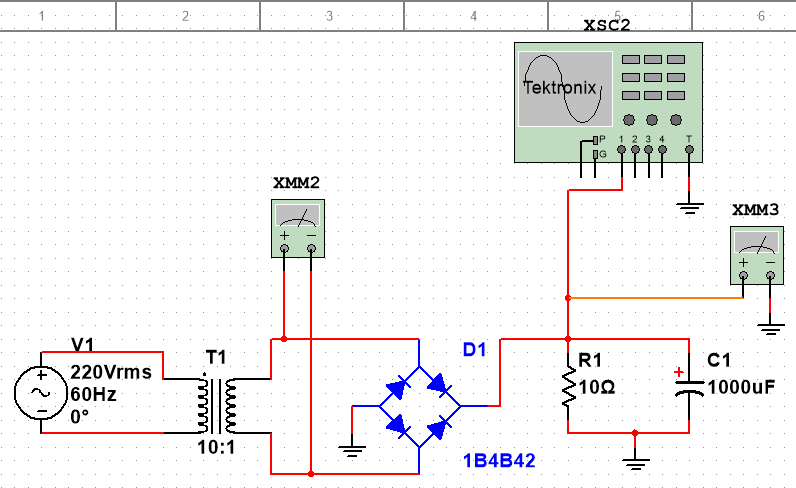 1 2 3 4 5 6
XSC2
Tektronix
P
G
1 2 3 4 T
XMM2
+ −
XMM3
+ −
V1
220Vrms
60Hz
0°
+
~
−
T1
10:1
D1
1B4B42
R1
10Ω
C1
1000uF
+